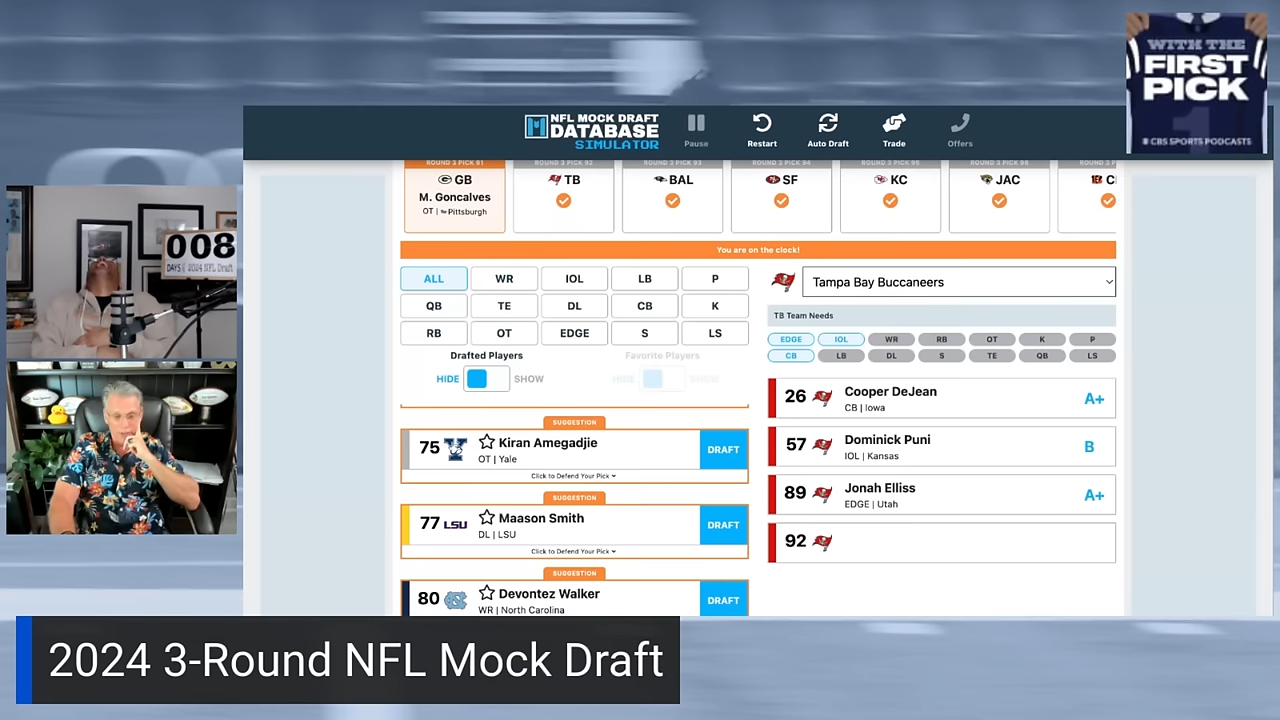 WITH THE
FIRST
PICK
CBS SPORTS PODCASTS
NFL MOCK DRAFT
DATABASE
SIMULATOR
Pause
Restart
Auto Draft
Trade
Offers
ROUND 3 PICK 91
ROUND 3 PICK 92
ROUND 3 PICK 93
ROUND 3 PICK 94
ROUND 3 PICK 95
ROUND 3 PICK 96
ROUND 3 P
GB
TB
BAL
SF
KC
JAC
CI
M. Goncalves
OT | Pittsburgh
You are on the clock!
ALL
WR
IOL
LB
P
QB
TE
DL
CB
K
RB
OT
EDGE
S
LS
Drafted Players
Favorite Players
HIDE
SHOW
HIDE
SHOW
SUGGESTION
75
Kiran Amegadjie
OT | Yale
DRAFT
Click to Defend Your Pick
SUGGESTION
77
LSU
Maason Smith
DL | LSU
DRAFT
Click to Defend Your Pick
SUGGESTION
80
Devontez Walker
WR | North Carolina
DRAFT
Tampa Bay Buccaneers
TB Team Needs
EDGE
IOL
WR
RB
OT
K
P
CB
LB
DL
S
TE
QB
LS
26
Cooper DeJean
CB | Iowa
A+
57
Dominick Puni
IOL | Kansas
B
89
Jonah Elliss
EDGE | Utah
A+
92
008
DAYS @ 2024 NFL Draft
2024 3-Round NFL Mock Draft